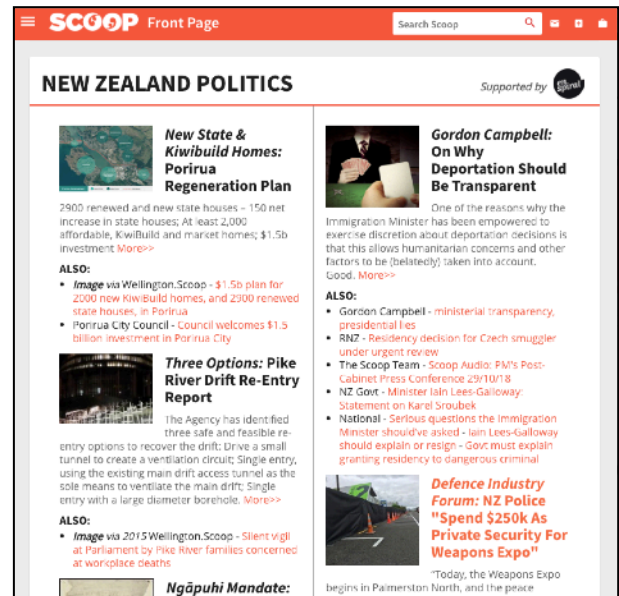 SCOOP Front Page
Search Scoop
NEW ZEALAND POLITICS
Supported by
New State &
Kiwibuild Homes:
Porirua
Regeneration Plan
2900 renewed and new state houses – 150 net
increase in state houses; At least 2,000
affordable, KiwiBuild and market homes; $1.5b
investment More>>
ALSO:
• Image via Wellington.Scoop - $1.5b plan for
2000 new KiwiBuild homes, and 2900 renewed
state houses, in Porirua
• Porirua City Council - Council welcomes $1.5
billion investment in Porirua City
Three Options: Pike
River Drift Re-Entry
Report
The Agency has identified
three safe and feasible re-
entry options to recover the drift: Drive a small
tunnel to create a ventilation circuit; Single entry,
using the existing main drift access tunnel as the
sole means to ventilate the main drift; Single
entry with a large diameter borehole. More>>
ALSO:
• Image via 2015 Wellington.Scoop - Silent vigil
at Parliament by Pike River families concerned
at workplace deaths
Ngāpuhi Mandate:
Gordon Campbell:
On Why
Deportation Should
Be Transparent
One of the reasons why the
Immigration Minister has been empowered to
exercise discretion about deportation decisions is
that this allows humanitarian concerns and other
factors to be (belatedly) taken into account.
Good. More>>
ALSO:
• Gordon Campbell - ministerial transparency,
presidential lies
• RNZ - Residency decision for Czech smuggler
under urgent review
• The Scoop Team - Scoop Audio: PM's Post-
Cabinet Press Conference 29/10/18
• NZ Govt - Minister Iain Lees-Galloway:
Statement on Karel Sroubek
• National - Serious questions the Immigration
Minister should've asked - Iain Lees-Galloway
should explain or resign - Govt must explain
granting residency to dangerous criminal
Defence Industry
Forum: NZ Police
"Spend $250k As
Private Security For
Weapons Expo"
"Today, the Weapons Expo
begins in Palmerston North, and the peace